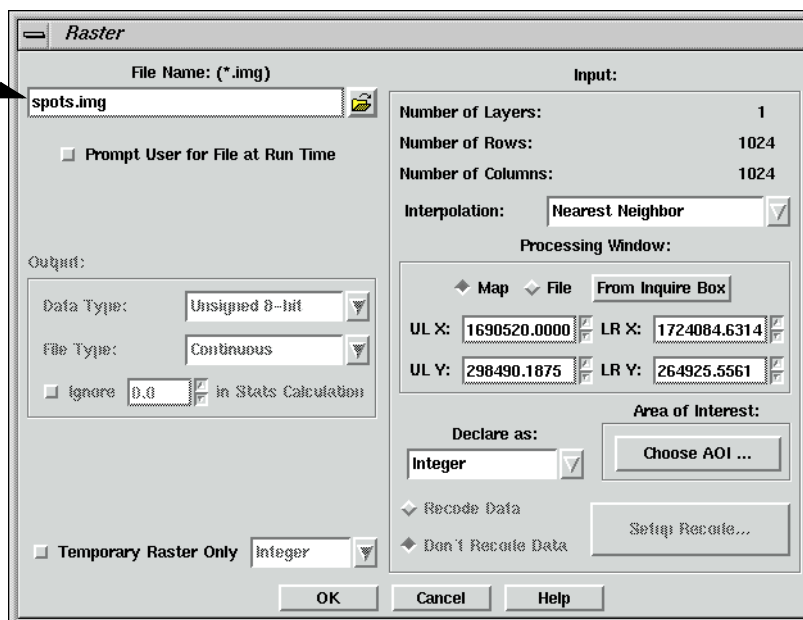 Raster
File Name: (*.img)
spots.img
Prompt User for File at Run Time
Output:
Data Type: Unsigned 8-bit
File Type: Continuous
Ignore 0.0 in Stats Calculation
Temporary Raster Only Integer
Input:
Number of Layers: 1
Number of Rows: 1024
Number of Columns: 1024
Interpolation: Nearest Neighbor
Processing Window:
Map File From Inquire Box
UL X: 1690520.0000 LR X: 1724084.6314
UL Y: 298490.1875 LR Y: 264925.5561
Declare as:
Integer
Area of Interest:
Choose AOI ...
Recode Data
Don't Recode Data
Setup Recode...
OK Cancel Help